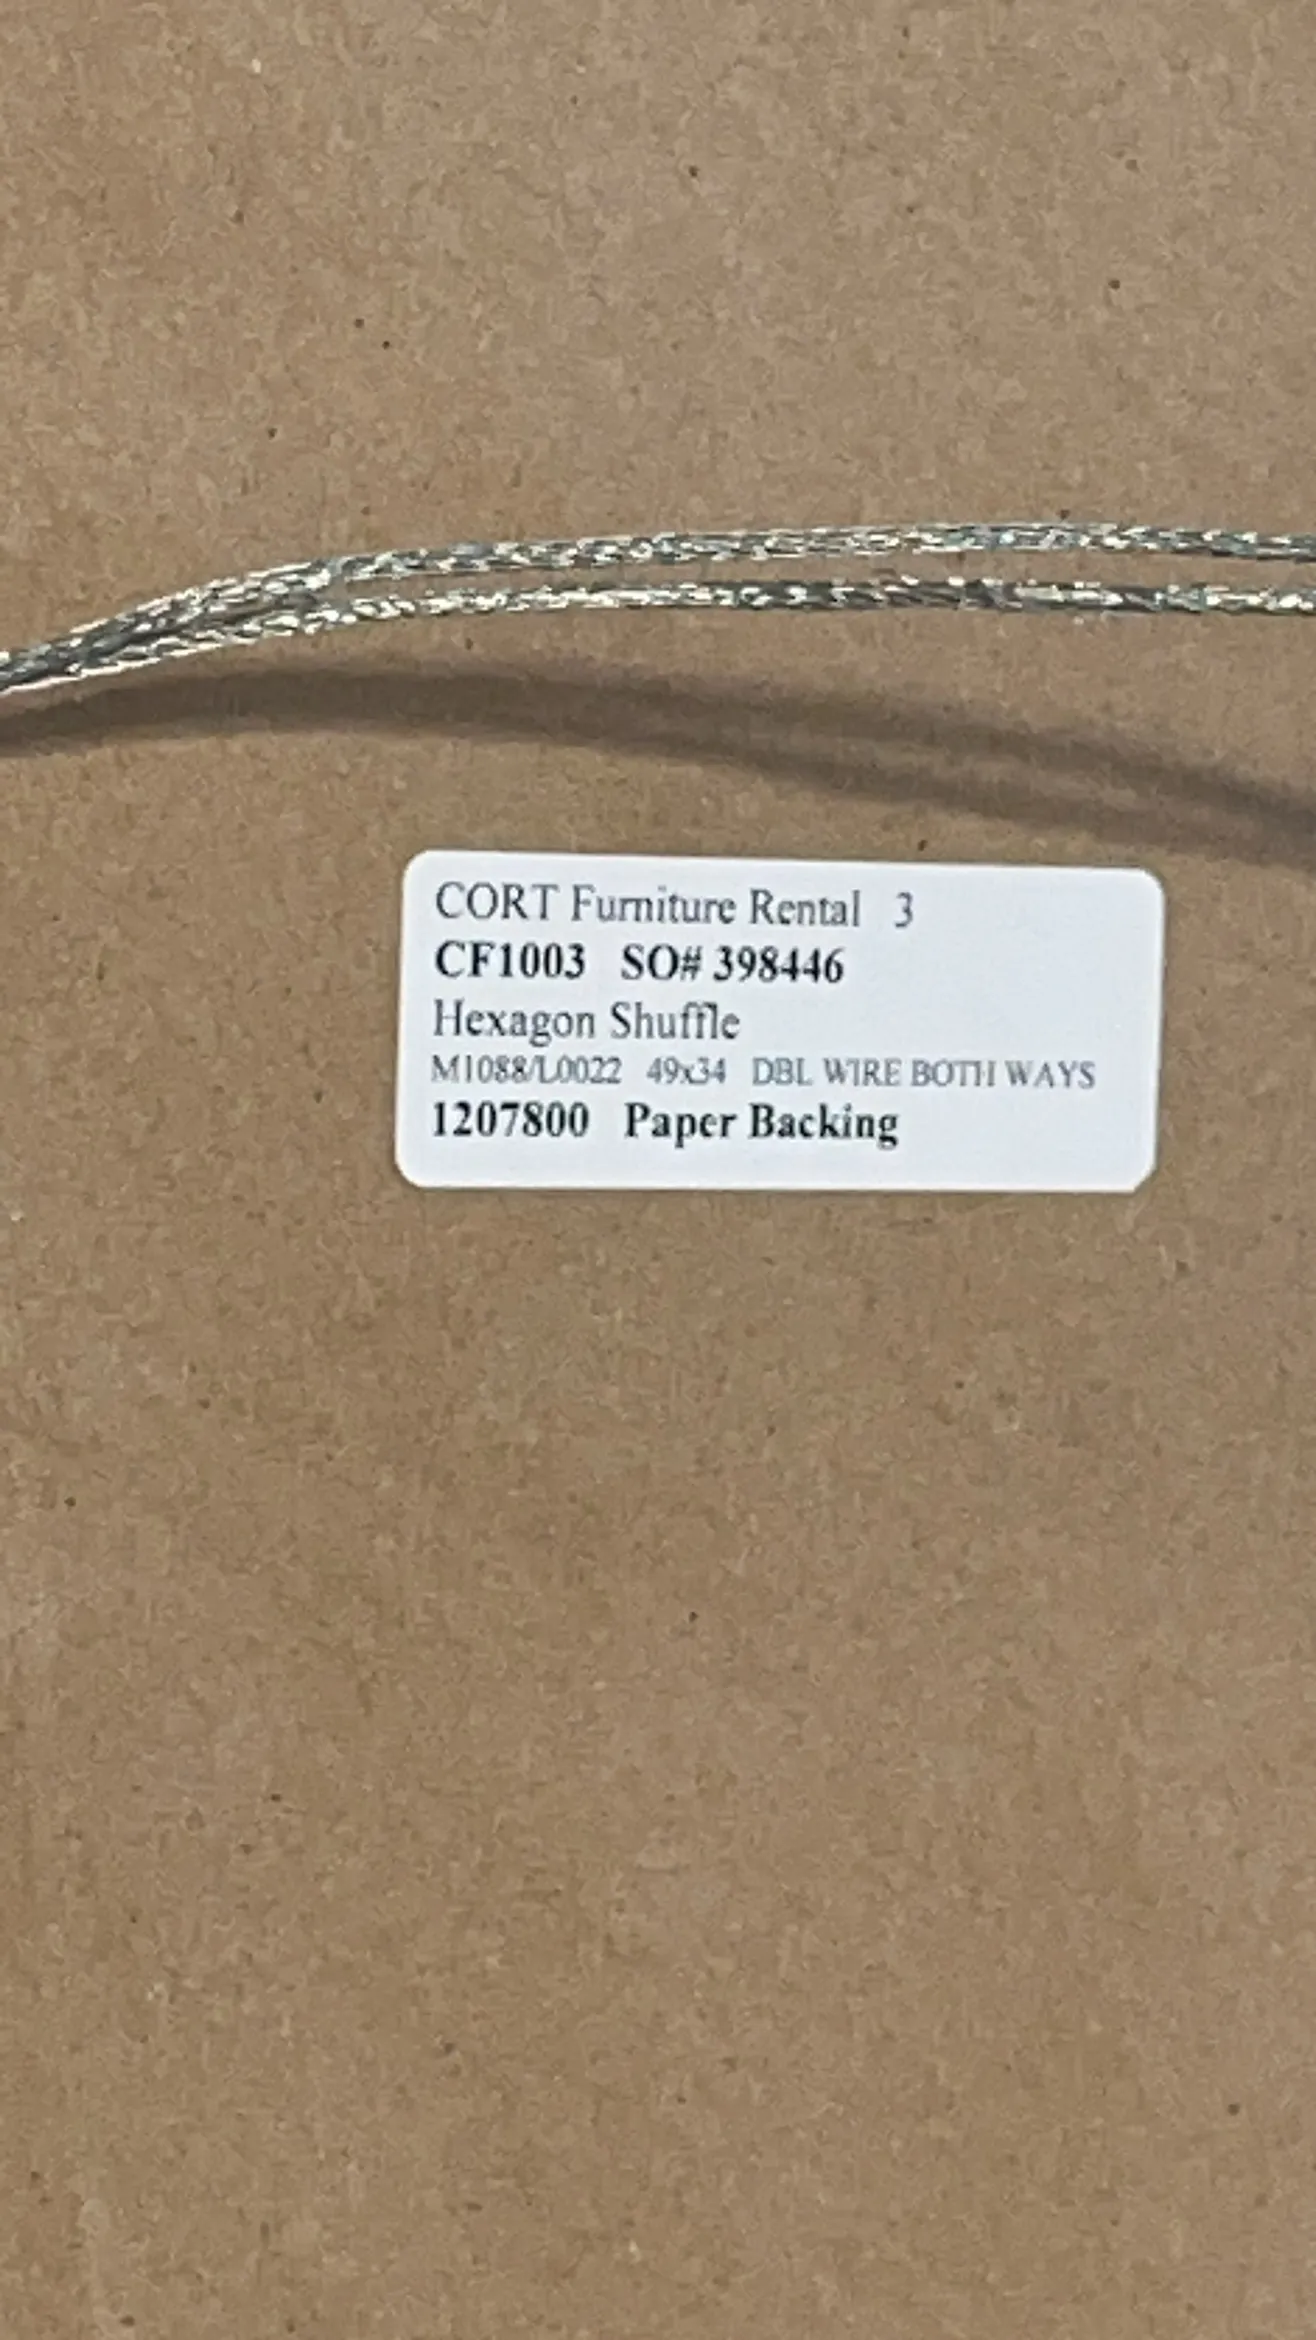 CORT Furniture Rental 3
CF1003 SO# 398446
Hexagon Shuffle
M1088/L0022 49x34 DBL WIRE BOTH WAYS
1207800 Paper Backing